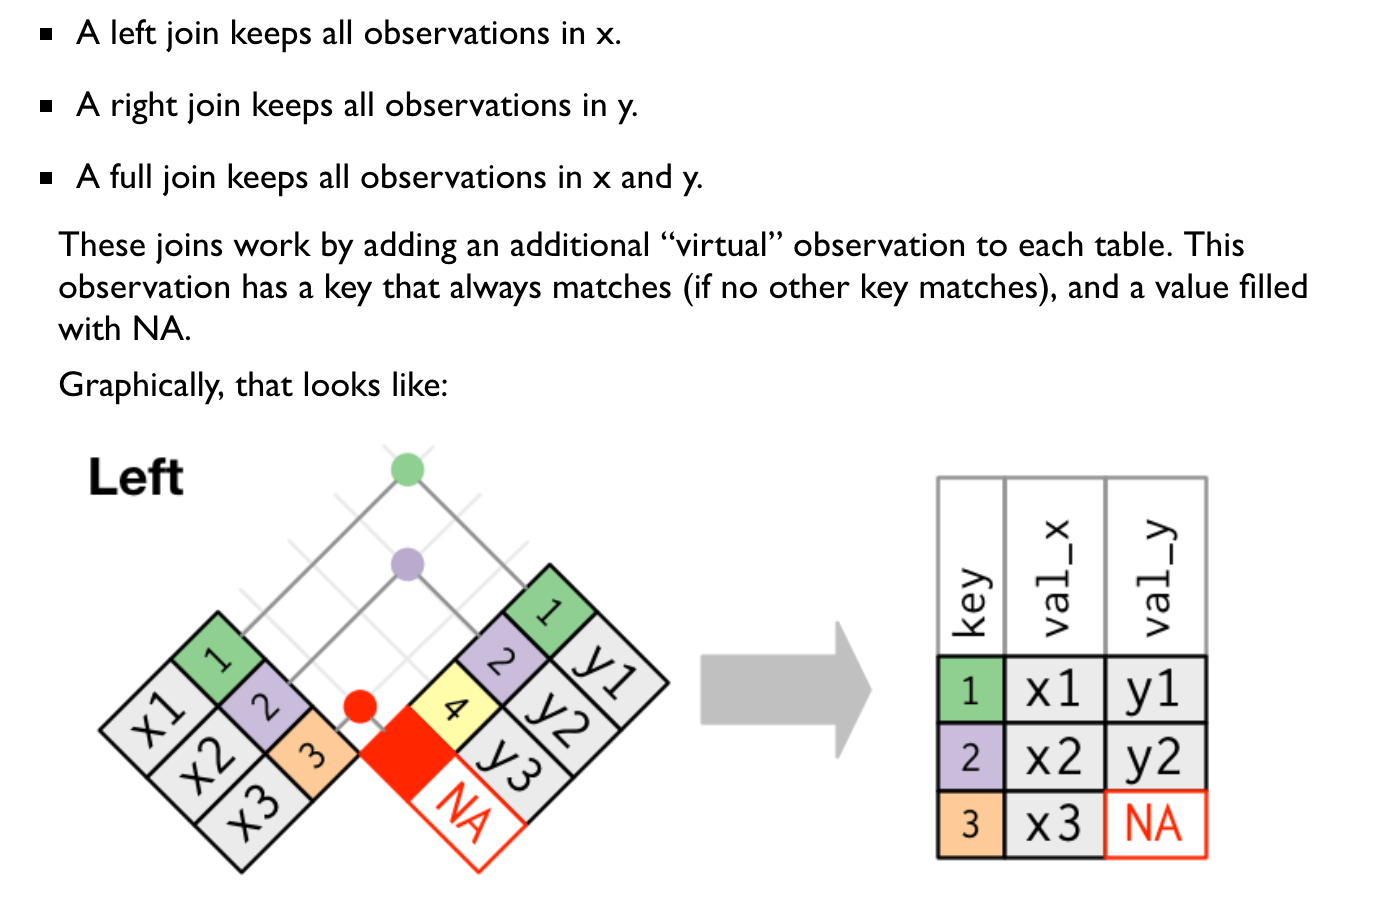 ▪ A left join keeps all observations in x.
▪ A right join keeps all observations in y.
▪ A full join keeps all observations in x and y.
These joins work by adding an additional “virtual” observation to each table. This
observation has a key that always matches (if no other key matches), and a value filled
with NA.
Graphically, that looks like:
Left
1 x1
2 x2
3 x3
1 y1
2 y2
4 y3
NA
key val_x val_y
1 x1 y1
2 x2 y2
3 x3 NA